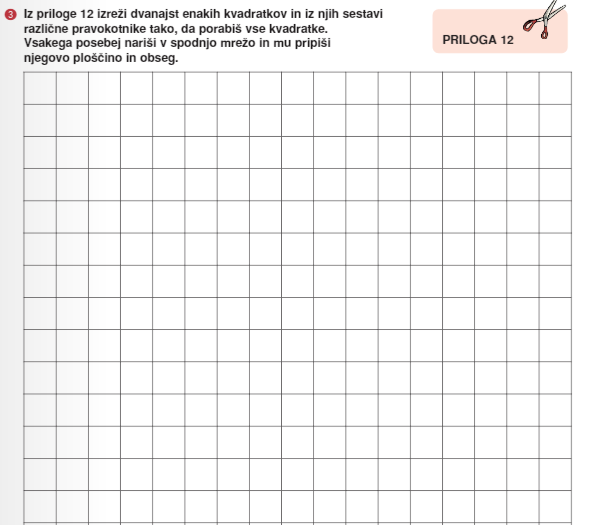 3 Iz priloge 12 izreži dvanajst enakih kvadratkov in iz njih sestavi
različne pravokotnike tako, da porabiš vse kvadratke.
Vsakega posebej nariši v spodnjo mrežo in mu pripiši
njegovo ploščino in obseg.
PRILOGA 12